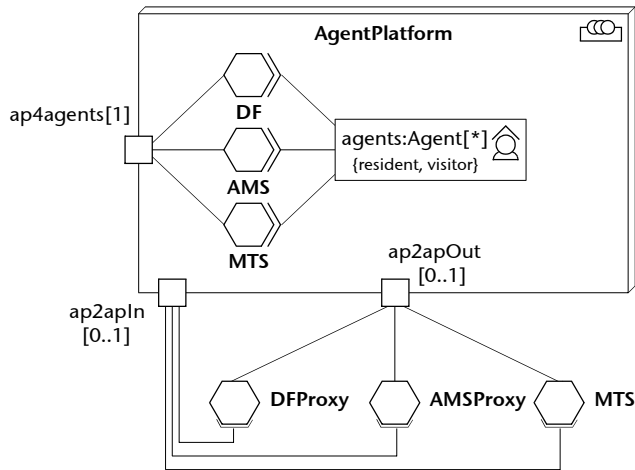 AgentPlatform
DF
ap4agents[1]
agents:Agent[*]
{resident, visitor}
AMS
MTS
ap2apOut
[0..1]
ap2apIn
[0..1]
DFProxy
AMSProxy
MTS